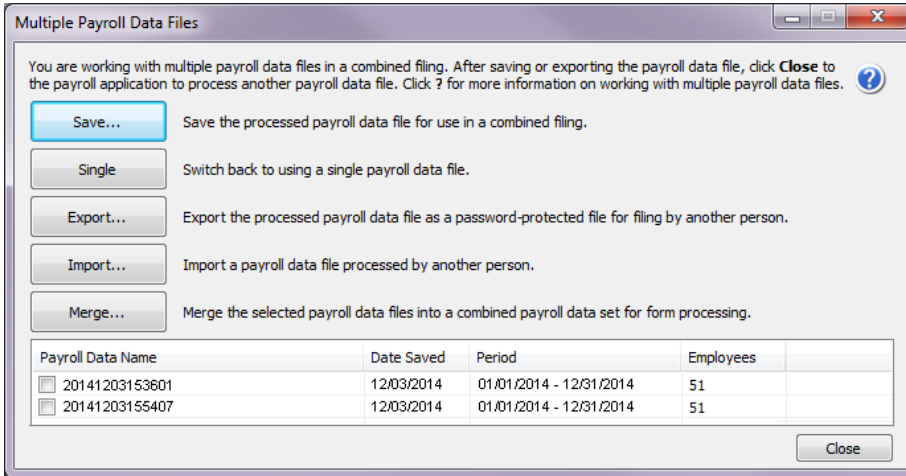 Multiple Payroll Data Files
You are working with multiple payroll data files in a combined filing. After saving or exporting the payroll data file, click Close to
the payroll application to process another payroll data file. Click ? for more information on working with multiple payroll data files.
?
Save... Save the processed payroll data file for use in a combined filing.
Single Switch back to using a single payroll data file.
Export... Export the processed payroll data file as a password-protected file for filing by another person.
Import... Import a payroll data file processed by another person.
Merge... Merge the selected payroll data files into a combined payroll data set for form processing.
Payroll Data Name Date Saved Period Employees
20141203153601 12/03/2014 01/01/2014 - 12/31/2014 51
20141203155407 12/03/2014 01/01/2014 - 12/31/2014 51
Close